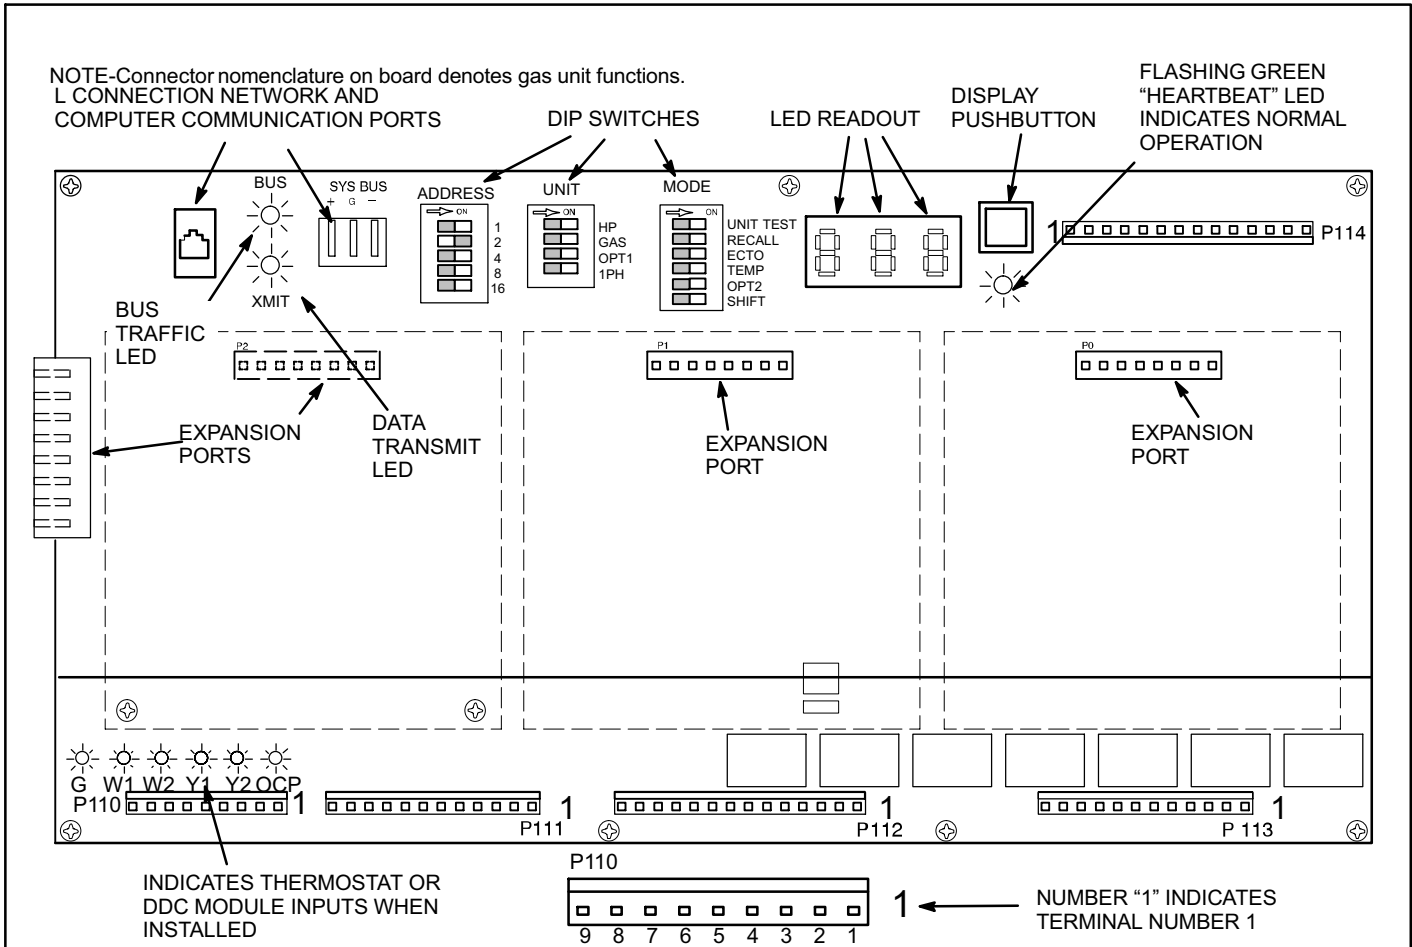 NOTE-Connector nomenclature on board denotes gas unit functions.
L CONNECTION NETWORK AND
COMPUTER COMMUNICATION PORTS
DIP SWITCHES
LED READOUT
DISPLAY
PUSHBUTTON
FLASHING GREEN
“HEARTBEAT” LED
INDICATES NORMAL
OPERATION
BUS
XMIT
SYS BUS
+ G −
ADDRESS
ON
1
2
4
8
16
UNIT
ON
HP
GAS
OPT1
1PH
MODE
ON
UNIT TEST
RECALL
ECTO
TEMP
OPT2
SHIFT
1
P114
BUS
TRAFFIC
LED
P2
P1
P0
EXPANSION
PORTS
DATA
TRANSMIT
LED
EXPANSION
PORT
EXPANSION
PORT
G W1 W2 Y1 Y2 OCP
P110
1
1
P111
1
P112
1
P 113
INDICATES THERMOSTAT OR
DDC MODULE INPUTS WHEN
INSTALLED
P110
9 8 7 6 5 4 3 2 1
1
NUMBER “1” INDICATES
TERMINAL NUMBER 1